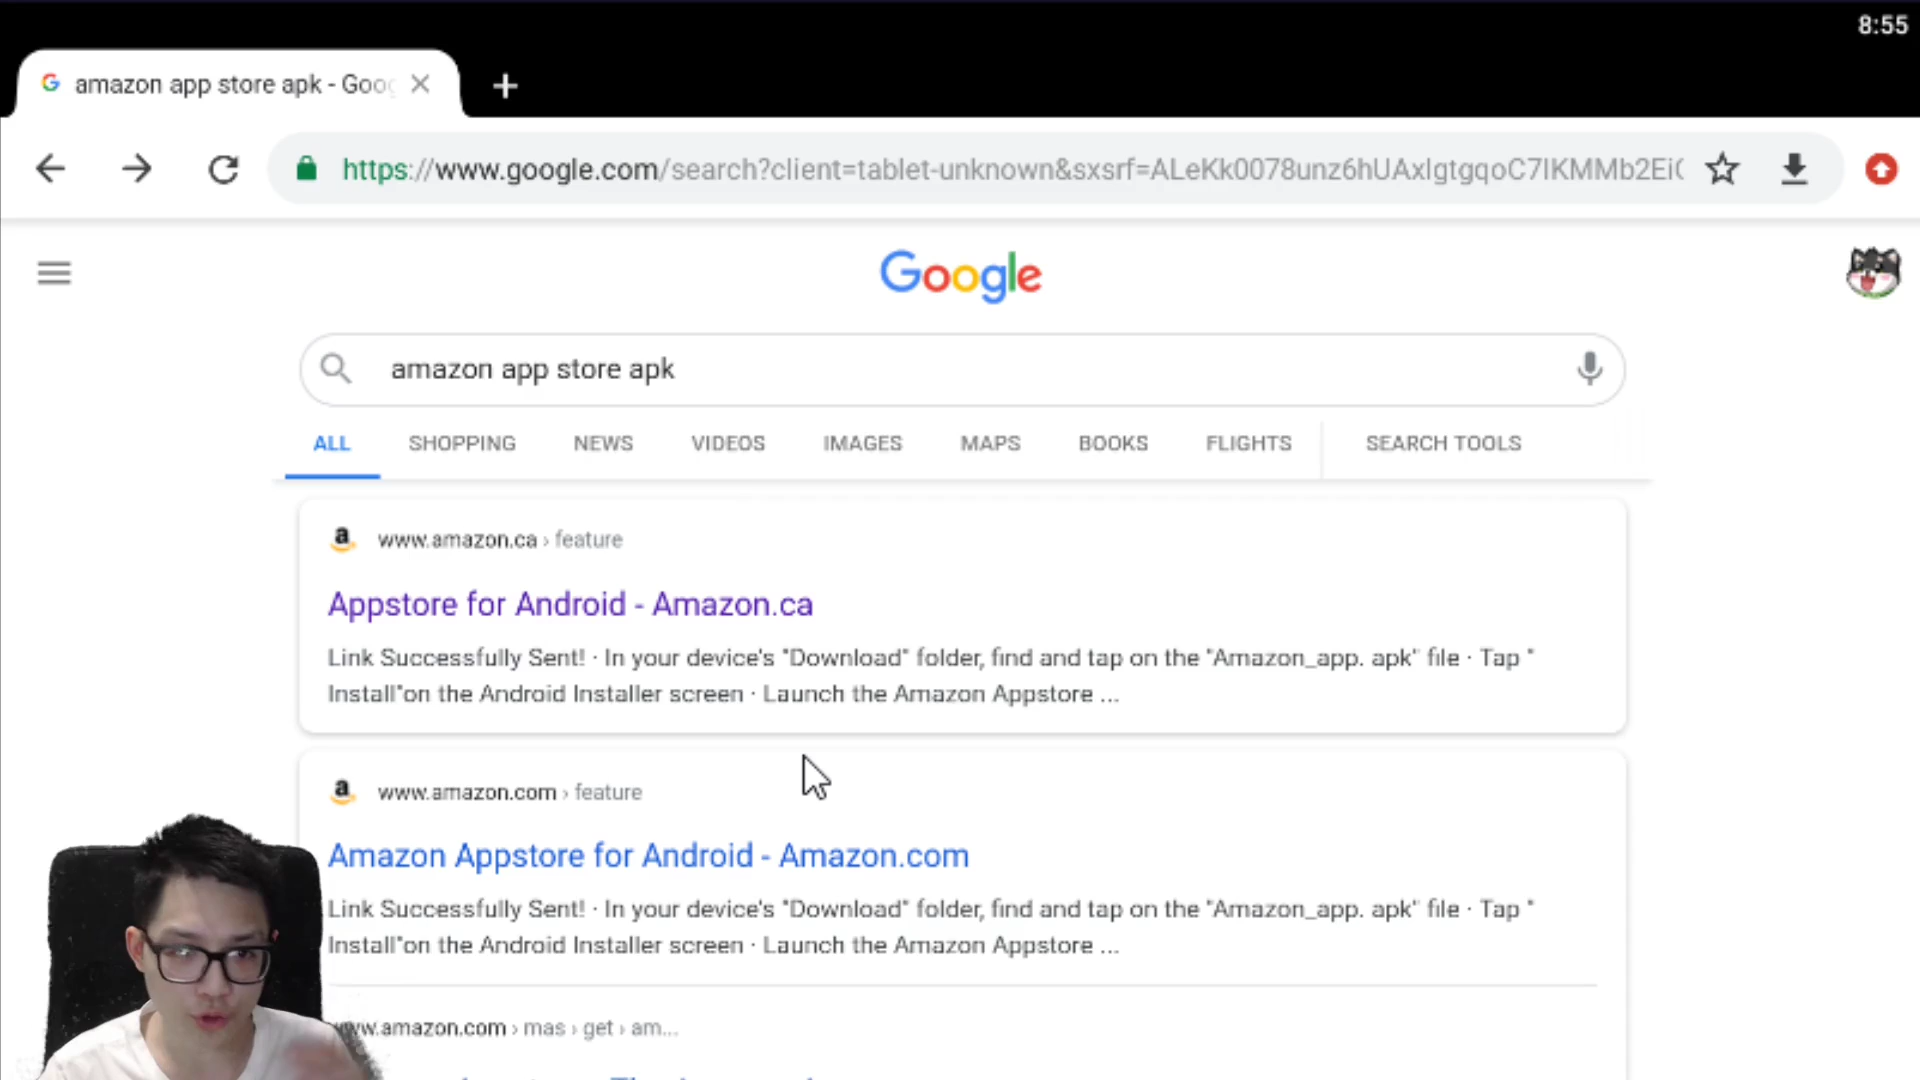 8:55
amazon app store apk - Goo
https://www.google.com/search?client=tablet-unknown&sxsrf=ALeKk0078unz6hUAxlgtgqoC7IKMMb2Ei
Google
amazon app store apk
ALL SHOPPING NEWS VIDEOS IMAGES MAPS BOOKS FLIGHTS SEARCH TOOLS
www.amazon.ca › feature
Appstore for Android - Amazon.ca
Link Successfully Sent! · In your device's "Download" folder, find and tap on the "Amazon_app. apk" file · Tap "
Install"on the Android Installer screen · Launch the Amazon Appstore ...
www.amazon.com › feature
Amazon Appstore for Android - Amazon.com
Link Successfully Sent! · In your device's "Download" folder, find and tap on the "Amazon_app. apk" file · Tap "
Install"on the Android Installer screen · Launch the Amazon Appstore ...
www.amazon.com › mas › get › am...